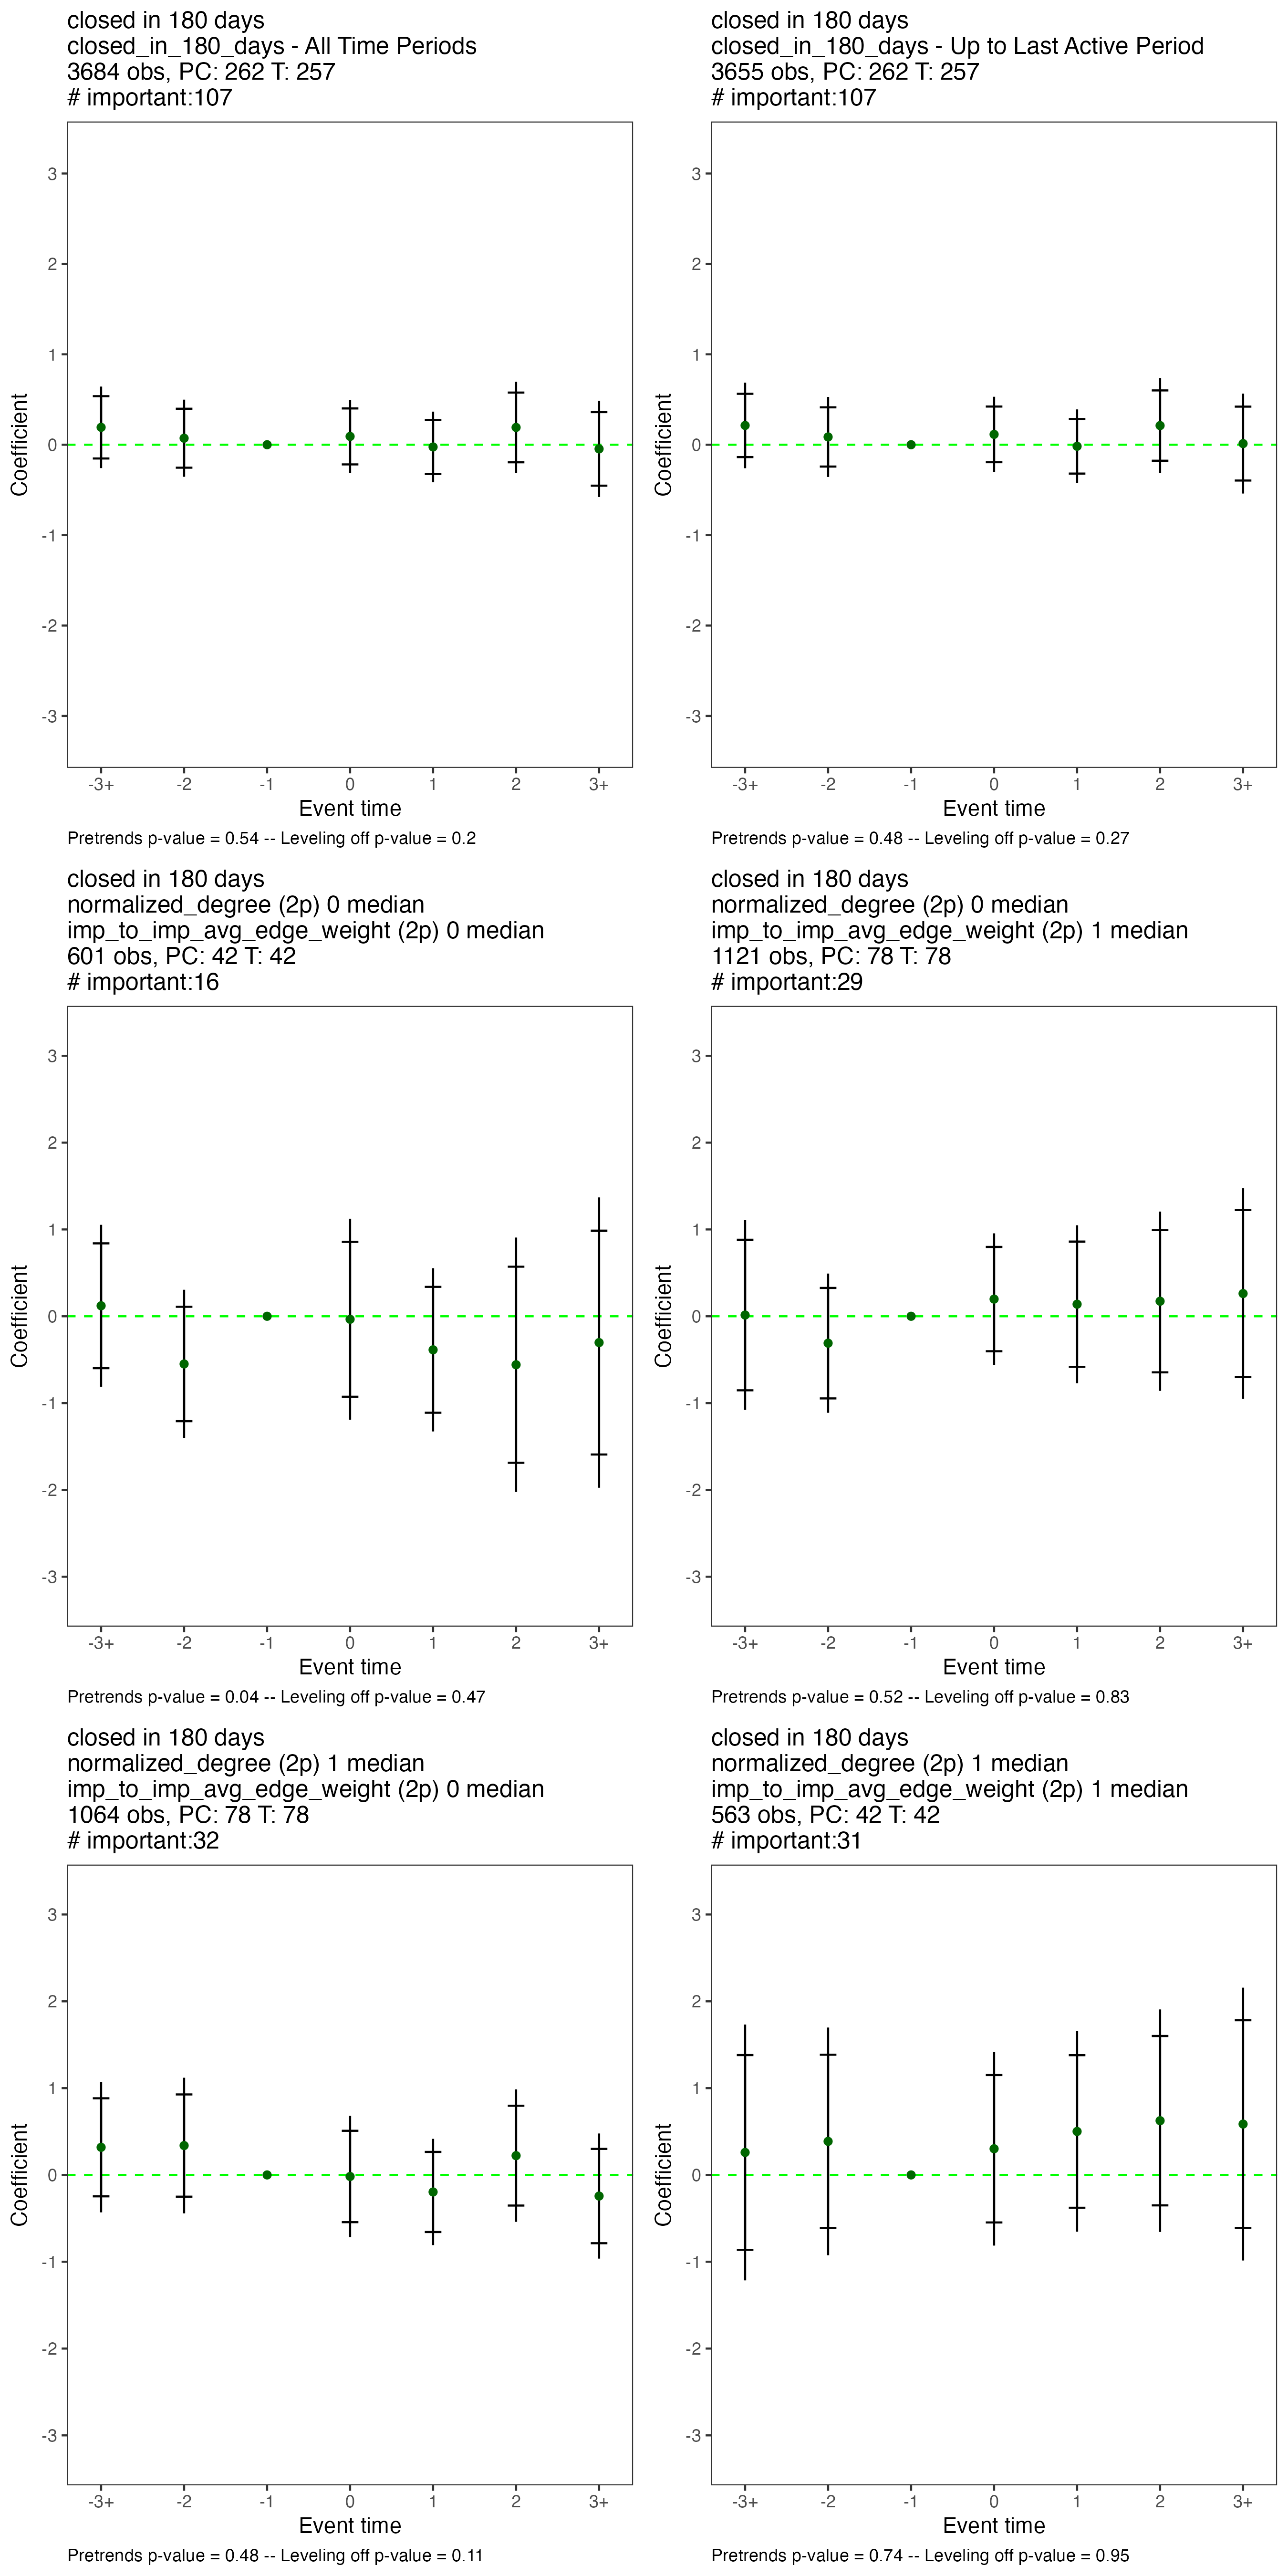 closed in 180 days
closed_in_180_days - All Time Periods
3684 obs, PC: 262 T: 257
# important:107
3
2
1
0
-1
-2
-3
Coefficient
-3+ -2 -1 0 1 2 3+
Event time
Pretrends p-value = 0.54 -- Leveling off p-value = 0.2
closed in 180 days
closed_in_180_days - Up to Last Active Period
3655 obs, PC: 262 T: 257
# important:107
3
2
1
0
-1
-2
-3
Coefficient
-3+ -2 -1 0 1 2 3+
Event time
Pretrends p-value = 0.48 -- Leveling off p-value = 0.27
closed in 180 days
normalized_degree (2p) 0 median
imp_to_imp_avg_edge_weight (2p) 0 median
601 obs, PC: 42 T: 42
# important:16
3
2
1
0
-1
-2
-3
Coefficient
-3+ -2 -1 0 1 2 3+
Event time
Pretrends p-value = 0.04 -- Leveling off p-value = 0.47
closed in 180 days
normalized_degree (2p) 0 median
imp_to_imp_avg_edge_weight (2p) 1 median
1121 obs, PC: 78 T: 78
# important:29
3
2
1
0
-1
-2
-3
Coefficient
-3+ -2 -1 0 1 2 3+
Event time
Pretrends p-value = 0.52 -- Leveling off p-value = 0.83
closed in 180 days
normalized_degree (2p) 1 median
imp_to_imp_avg_edge_weight (2p) 0 median
1064 obs, PC: 78 T: 78
# important:32
3
2
1
0
-1
-2
-3
Coefficient
-3+ -2 -1 0 1 2 3+
Event time
Pretrends p-value = 0.48 -- Leveling off p-value = 0.11
closed in 180 days
normalized_degree (2p) 1 median
imp_to_imp_avg_edge_weight (2p) 1 median
563 obs, PC: 42 T: 42
# important:31
3
2
1
0
-1
-2
-3
Coefficient
-3+ -2 -1 0 1 2 3+
Event time
Pretrends p-value = 0.74 -- Leveling off p-value = 0.95